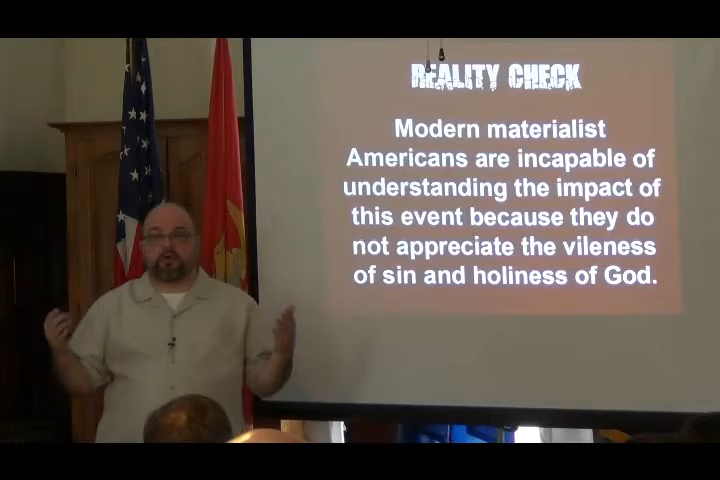 REALITY CHECK
Modern materialist
Americans are incapable of
understanding the impact of
this event because they do
not appreciate the vileness
of sin and holiness of God.